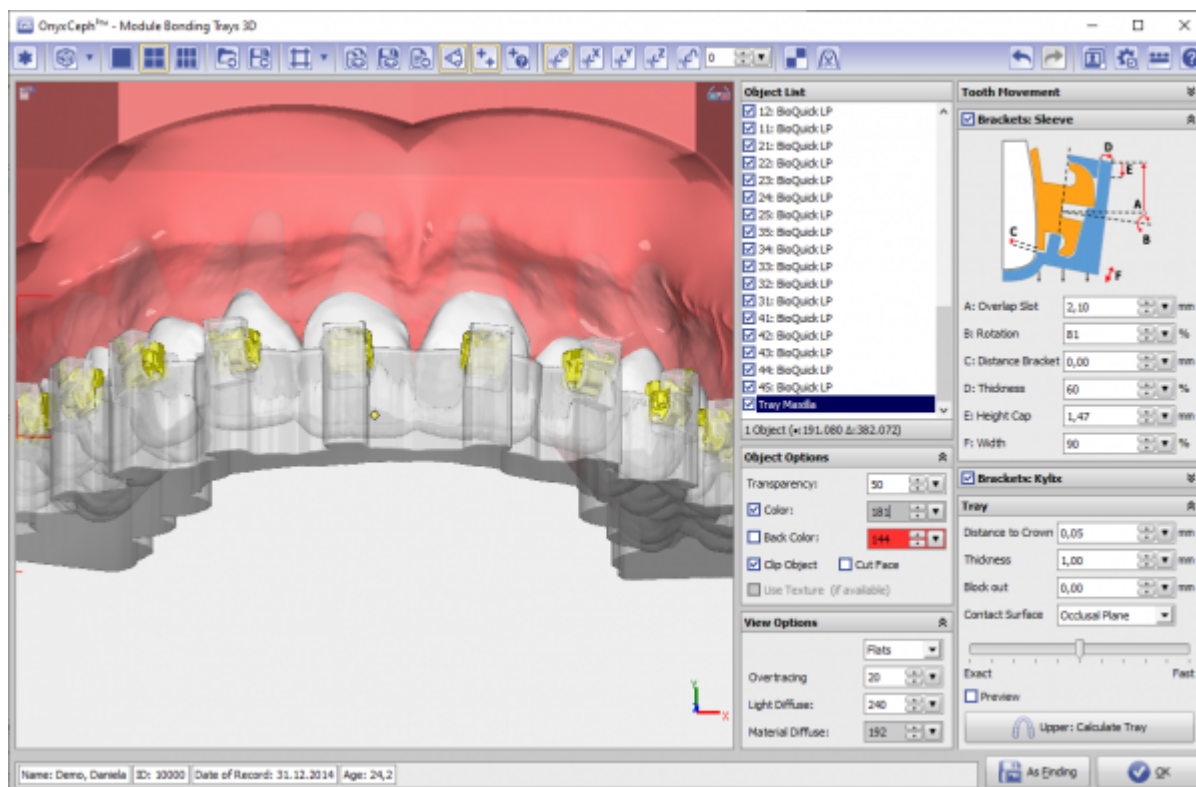 OnyxCeph³™ - Module Bonding Trays 3D
0
Object List
12: BioQuick LP
11: BioQuick LP
21: BioQuick LP
22: BioQuick LP
23: BioQuick LP
24: BioQuick LP
25: BioQuick LP
35: BioQuick LP
34: BioQuick LP
33: BioQuick LP
32: BioQuick LP
31: BioQuick LP
41: BioQuick LP
42: BioQuick LP
43: BioQuick LP
44: BioQuick LP
45: BioQuick LP
Tray Maxilla
1 Object (•:191.080 Δ:382.072)
Object Options
Transparency: 50
Color: 181
Back Color: 144
Clip Object Cut Face
Use Texture (if available)
View Options
Flats
Overtracing 20
Light Diffuse: 240
Material Diffuse: 192
Tooth Movement
Brackets: Sleeve
D
E
A
B
C
F
A: Overlap Slot 2,10 mm
B: Rotation 81 %
C: Distance Bracket 0,00 mm
D: Thickness 60 %
E: Height Cap 1,47 mm
F: Width 90 %
Brackets: Kylix
Tray
Distance to Crown 0,05 mm
Thickness 1,00 mm
Block out 0,00 mm
Contact Surface Occlusal Plane
Exact Fast
Preview
Upper: Calculate Tray
Y
X
Name: Demo, Daniela ID: 10000 Date of Record: 31.12.2014 Age: 24,2
As Finding OK